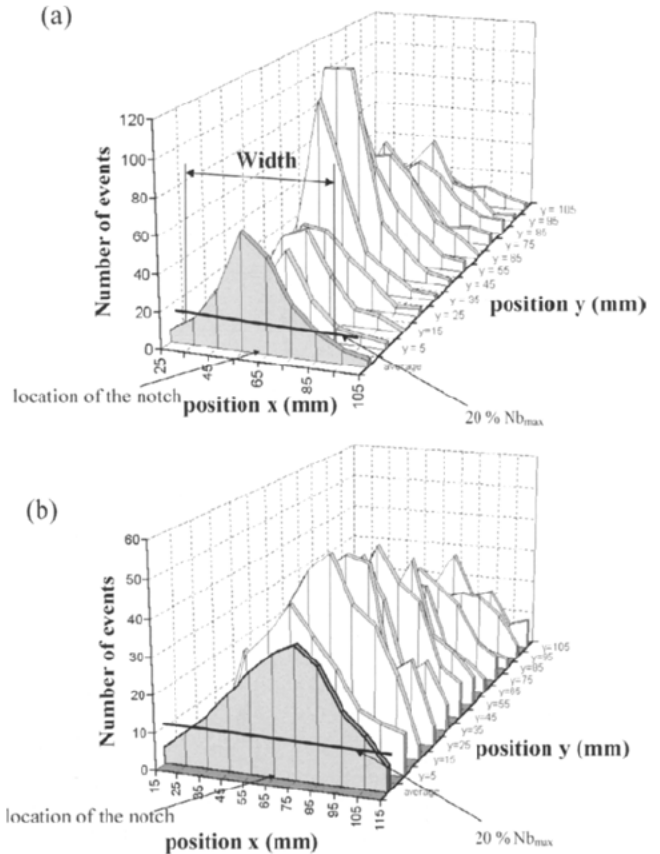 (a)
Number of events
120
100
80
60
40
20
0
Width
25
45
65
85
105
position x (mm)
average
y = 5
y=15
y = 25
y = 35
y = 45
y = 55
y = 65
y = 75
y = 85
y = 95
y = 105
position y (mm)
location of the notch
20 % Nbmax
(b)
Number of events
60
50
40
30
20
10
0
15
25
35
45
55
65
75
85
95
105
115
position x (mm)
average
y=5
y=15
y=25
y=35
y=45
y=55
y=65
y=75
y=85
y=95
y=105
position y (mm)
location of the notch
20 % Nbmax